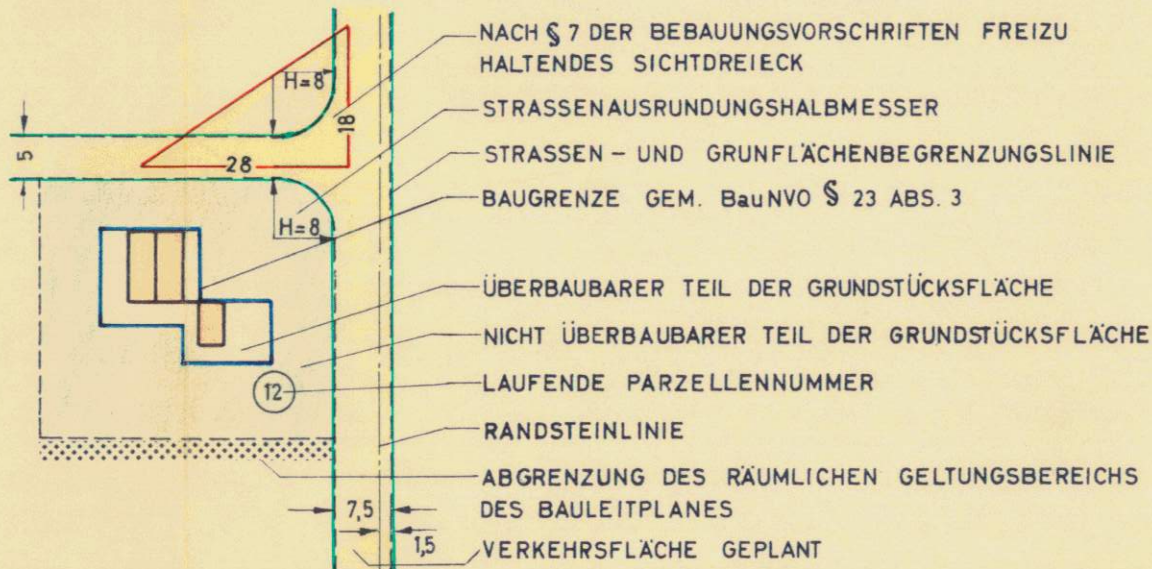 NACH § 7 DER BEBAUUNGSVORSCHRIFTEN FREIZU
HALTENDES SICHTDREIECK
H=8
STRASSENAUSRUNDUNGSHALBMESSER
18
5
28
STRASSEN- UND GRUNFLÄCHENBEGRENZUNGSLINIE
BAUGRENZE GEM. BauNVO § 23 ABS. 3
H=8
ÜBERBAUBARER TEIL DER GRUNDSTÜCKSFLÄCHE
NICHT ÜBERBAUBARER TEIL DER GRUNDSTÜCKSFLÄCHE
12
LAUFENDE PARZELLENNUMMER
RANDSTEINLINIE
ABGRENZUNG DES RÄUMLICHEN GELTUNGSBEREICHS
DES BAULEITPLANES
7,5
1,5
VERKEHRSFLÄCHE GEPLANT